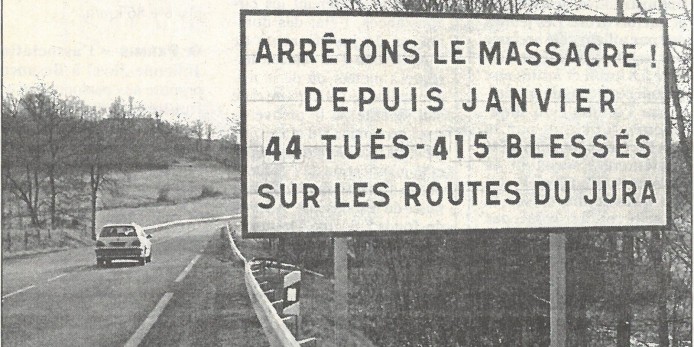 ARRÊTONS LE MASSACRE !
DEPUIS JANVIER
44 TUÉS-415 BLESSÉS
SUR LES ROUTES DU JURA